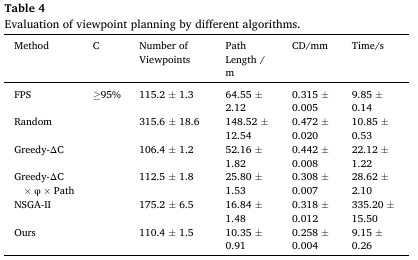 Table 4
Evaluation of viewpoint planning by different algorithms.
Method C Number of Viewpoints Path Length / m CD/mm Time/s
FPS ≥95% 115.2 ± 1.3 64.55 ± 2.12 0.315 ± 0.005 9.85 ± 0.14
Random 315.6 ± 18.6 148.52 ± 12.54 0.472 ± 0.020 10.85 ± 0.53
Greedy-ΔC 106.4 ± 1.2 52.16 ± 1.82 0.442 ± 0.008 22.12 ± 1.22
Greedy-ΔC × φ × Path 112.5 ± 1.8 25.80 ± 1.53 0.308 ± 0.007 28.62 ± 2.10
NSGA-II 175.2 ± 6.5 16.84 ± 1.48 0.318 ± 0.012 335.20 ± 15.50
Ours 110.4 ± 1.5 10.35 ± 0.91 0.258 ± 0.004 9.15 ± 0.26